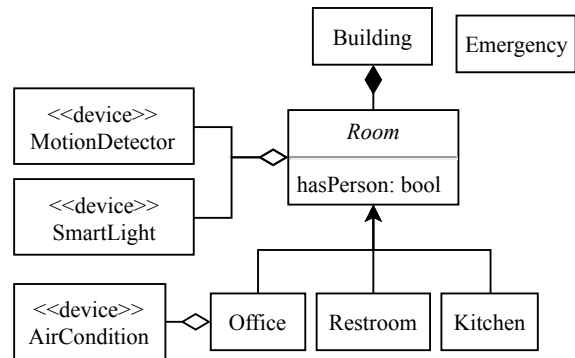 Building
Emergency
<<device>>
MotionDetector
Room
hasPerson: bool
<<device>>
SmartLight
<<device>>
AirCondition
Office
Restroom
Kitchen